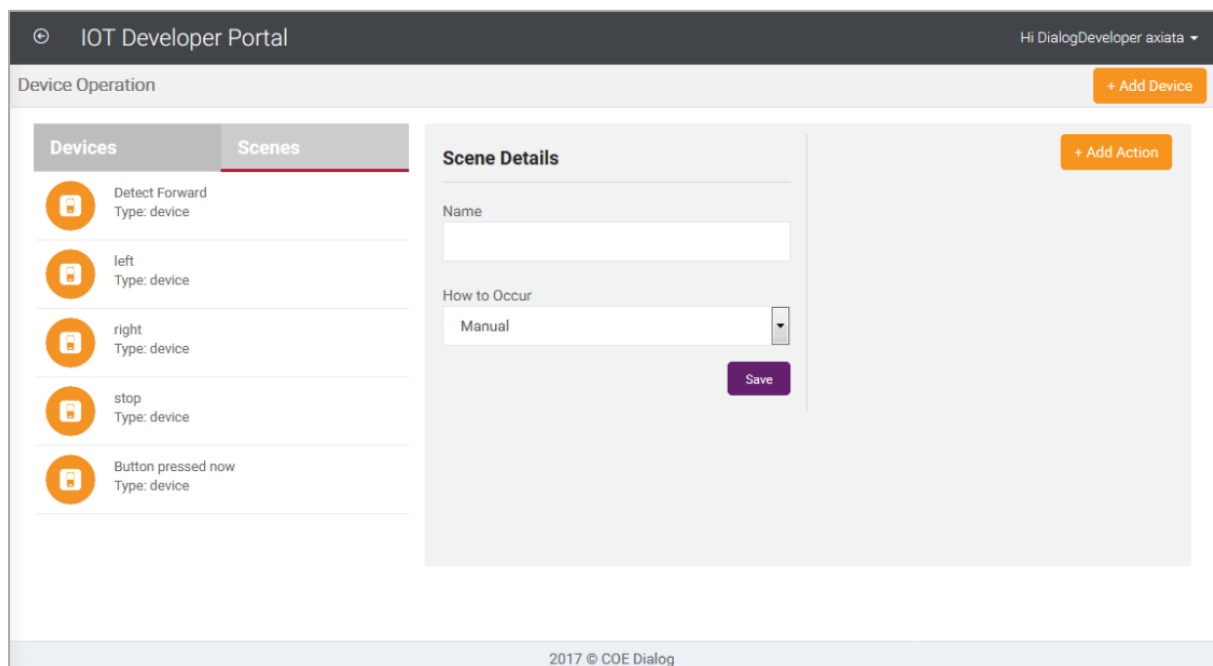 IOT Developer Portal
Hi DialogDeveloper axiata
Device Operation
+ Add Device
Devices
Scenes
Detect Forward
Type: device
left
Type: device
right
Type: device
stop
Type: device
Button pressed now
Type: device
Scene Details
Name
How to Occur
Manual
Save
+ Add Action
2017 © COE Dialog